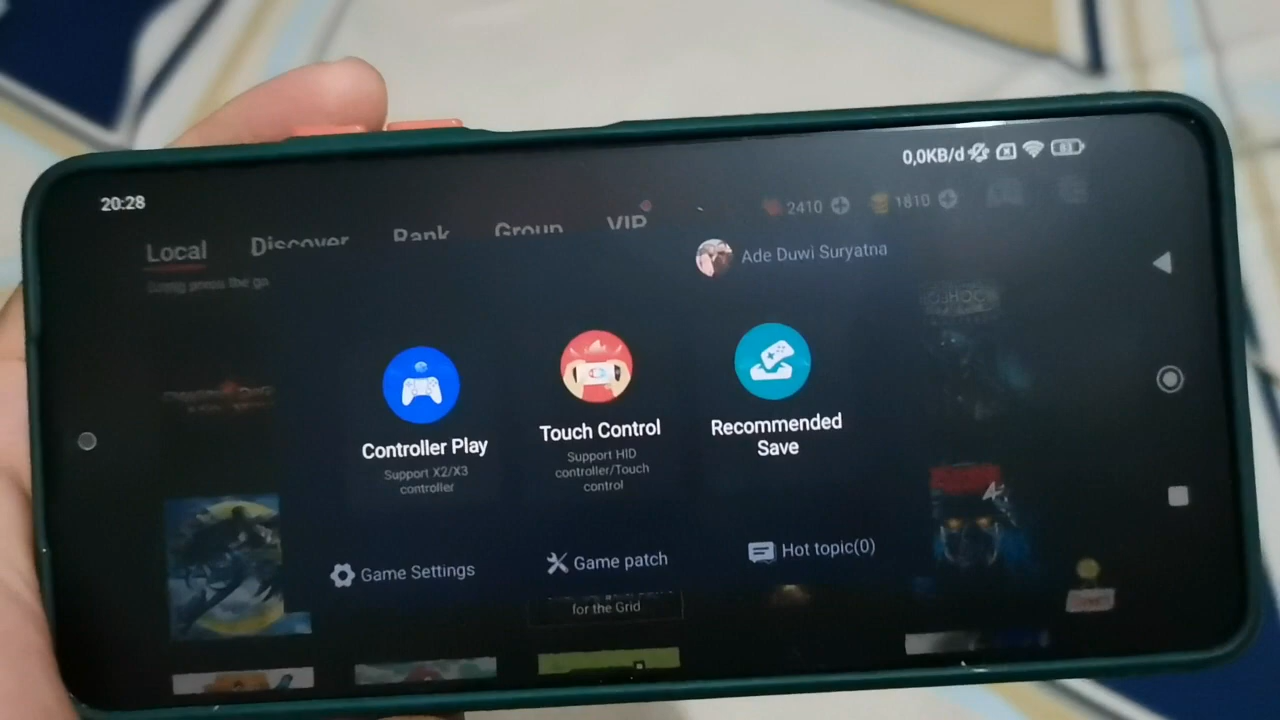 20:28
0,0KB/d
83
Local
Discover
Rank
Group
VIP
2410
1810
Ade Duwi Suryatna
Controller Play
Support X2/X3
controller
Touch Control
Support HID
controller/Touch
control
Recommended
Save
Game Settings
Game patch
Hot topic(0)
for the Grid